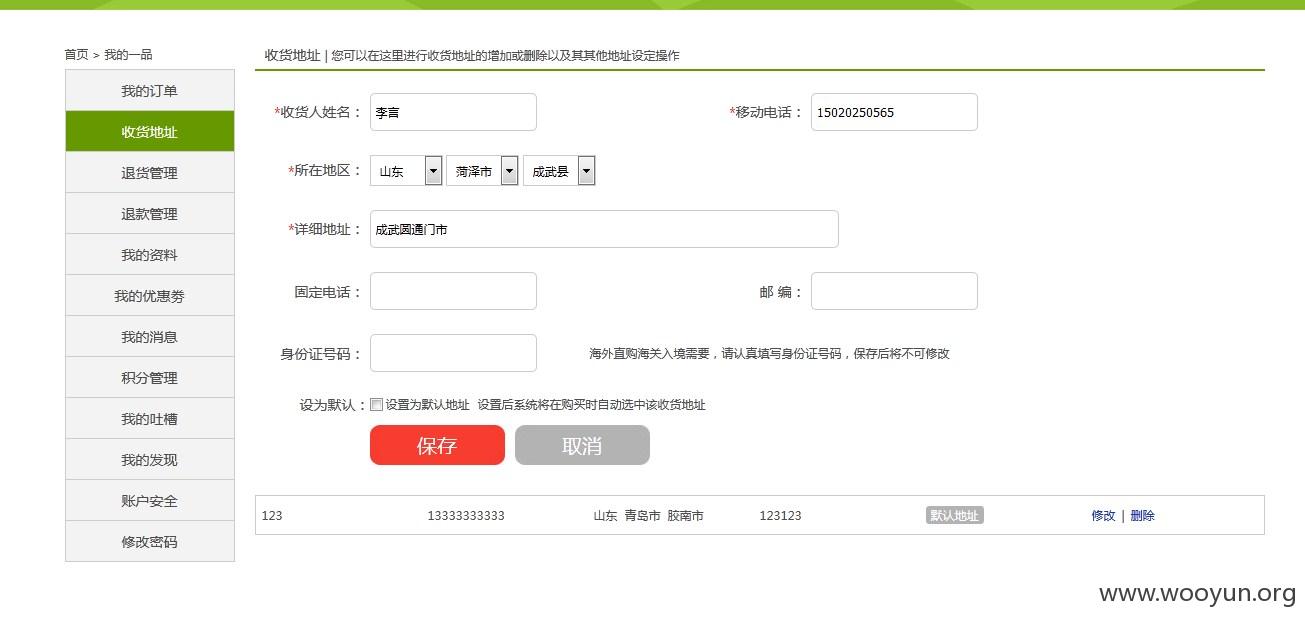 首页 > 我的一品
我的订单
收货地址
退货管理
退款管理
我的资料
我的优惠劵
我的消息
积分管理
我的吐槽
我的发现
账户安全
修改密码
收货地址 | 您可以在这里进行收货地址的增加或删除以及其其他地址设定操作
*收货人姓名： 李言 *移动电话： 15020250565
*所在地区： 山东 菏泽市 成武县
*详细地址： 成武圆通门市
固定电话： 邮 编：
身份证号码： 海外直购海关入境需要，请认真填写身份证号码，保存后将不可修改
设为默认： 设置为默认地址 设置后系统将在购买时自动选中该收货地址
保存 取消
123 13333333333 山东 青岛市 胶南市 123123 默认地址 修改 | 删除
www.wooyun.org